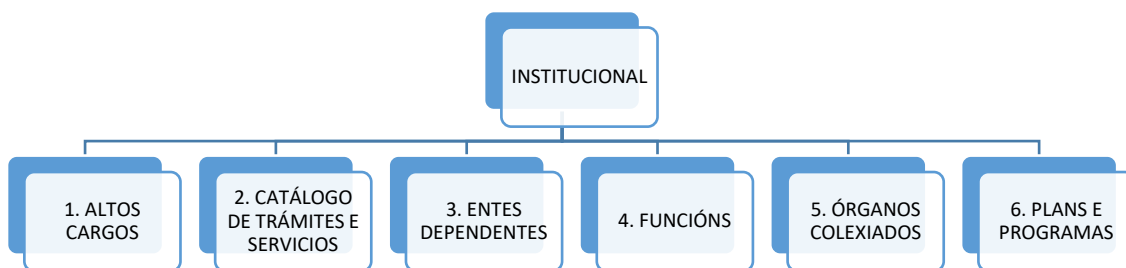 INSTITUCIONAL
1. ALTOS
CARGOS
2. CATÁLOGO
DE TRÁMITES E
SERVICIOS
3. ENTES
DEPENDENTES
4. FUNCIÓNS
5. ÓRGANOS
COLEXIADOS
6. PLANS E
PROGRAMAS